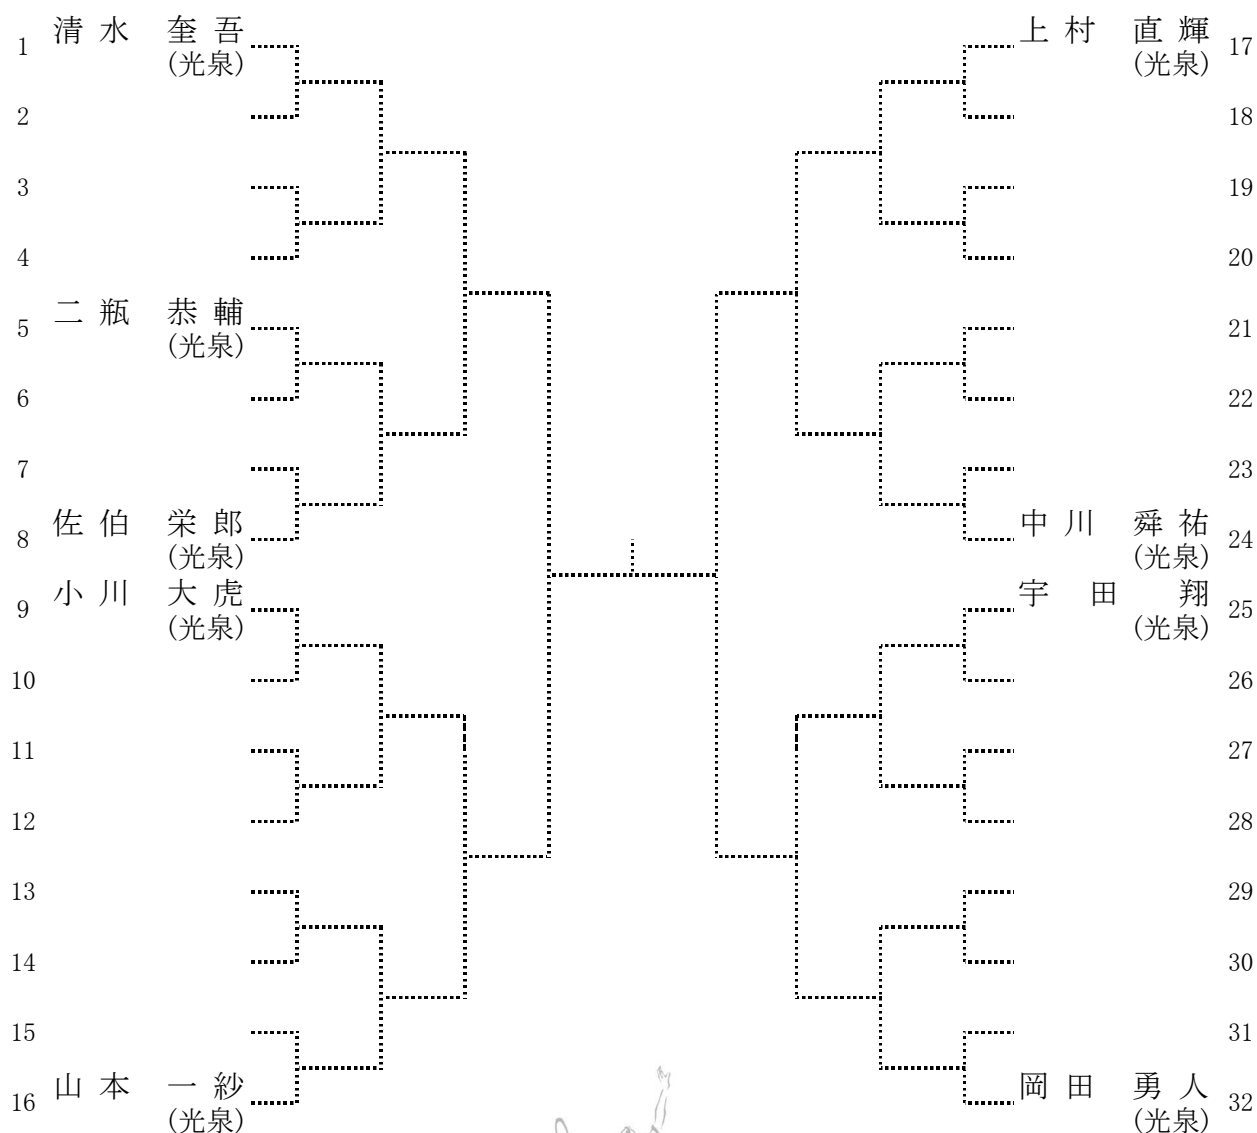 1 清水 奎吾
(光泉)
2
3
4
5 二瓶 恭輔
(光泉)
6
7
8 佐伯 栄郎
(光泉)
9 小川 大虎
(光泉)
10
11
12
13
14
15
16 山本 一紗
(光泉)
上村 直輝 17
(光泉)
18
19
20
21
22
23
中川 舜祐 24
(光泉)
宇田 翔 25
(光泉)
26
27
28
29
30
31
岡田 勇人 32
(光泉)